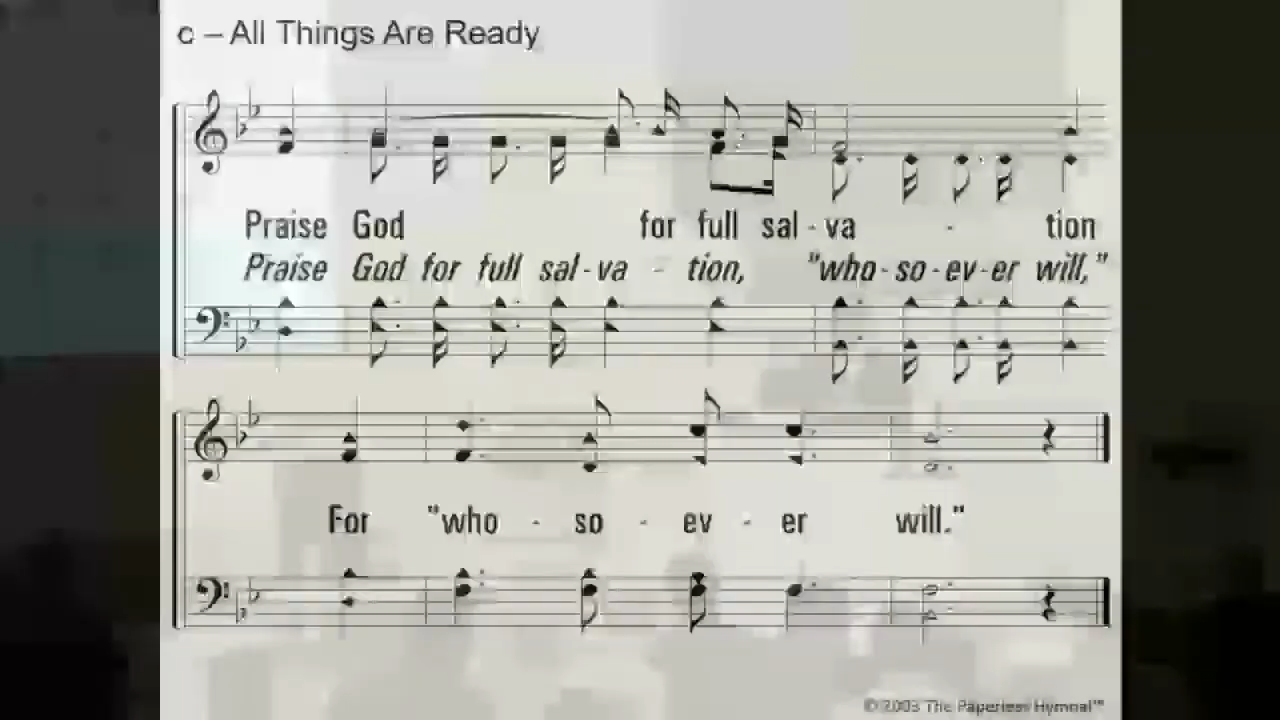 c – All Things Are Ready
Praise God for full sal - va - tion
Praise God for full sal - va - tion, "who - so - ev - er will,"
For "who - so - ev - er will."
© 2003 The Paperless Hymnal™